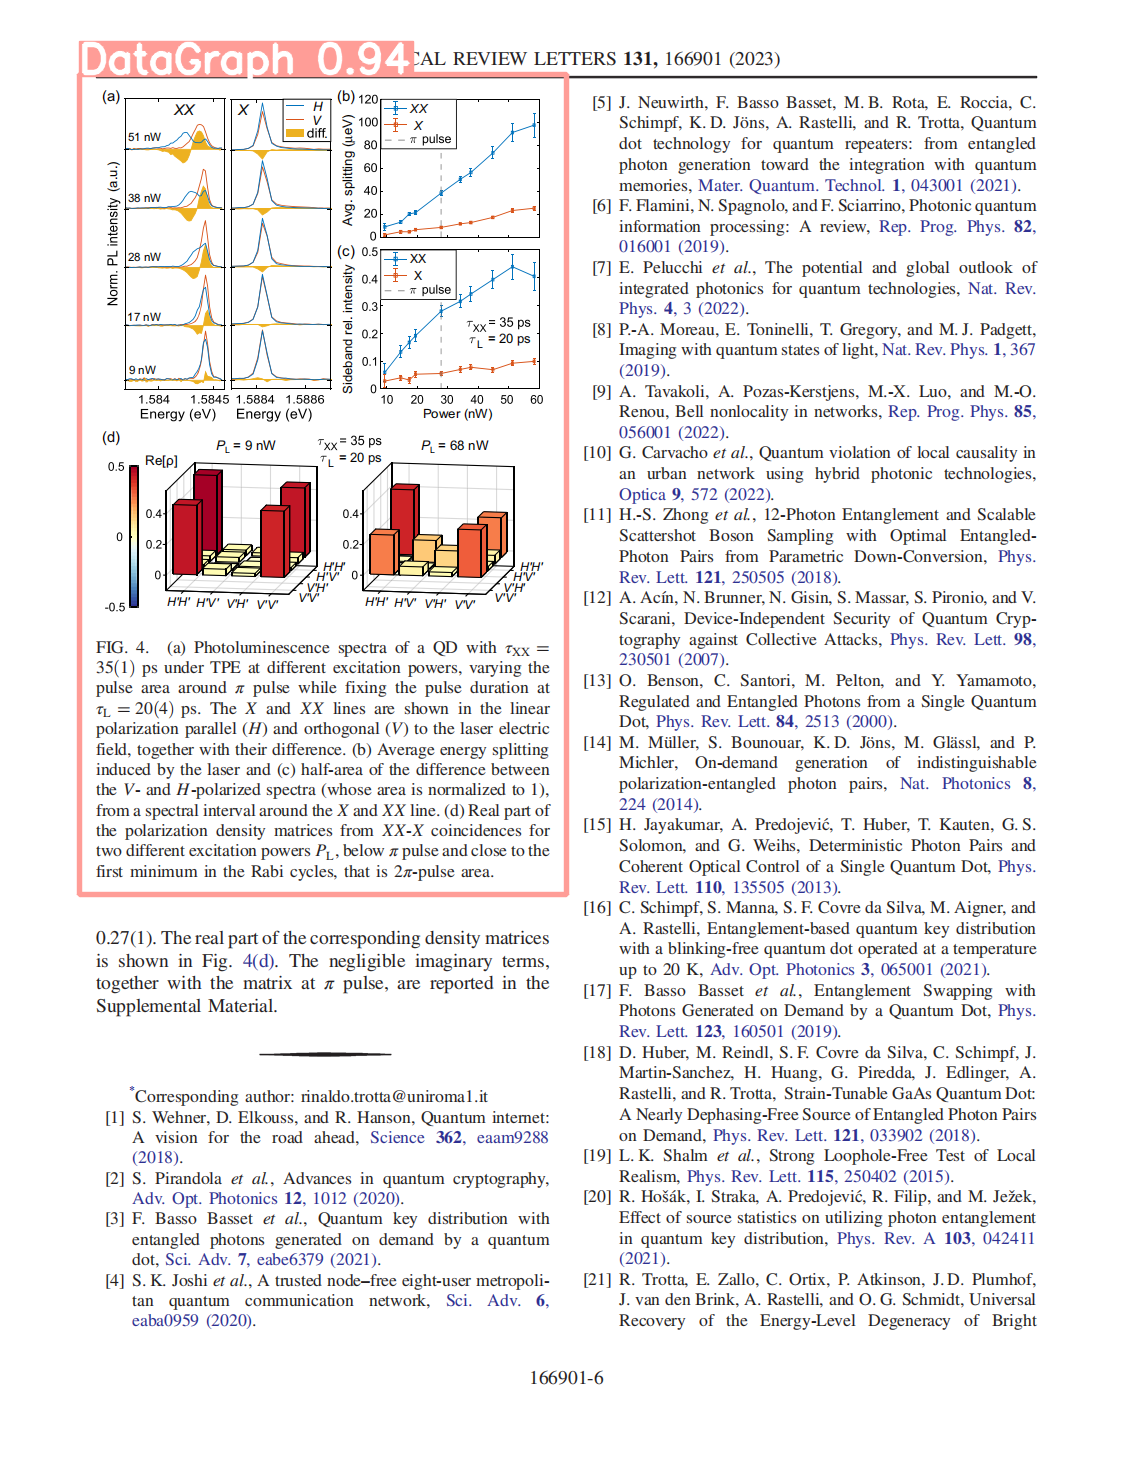 DataGraph 0.94
CAL REVIEW LETTERS 131, 166901 (2023)
(a)
XX
X
H
V
diff.
51 nW
38 nW
28 nW
17 nW
9 nW
Norm. PL intensity (a.u.)
1.584 1.5845 1.5884 1.5886
Energy (eV) Energy (eV)
(b)
120
100
80
60
40
20
0
Avg. splitting (μeV)
XX
X
π pulse
(c)
0.5
0.4
0.3
0.2
0.1
0
Sideband rel. intensity
XX
X
π pulse
τXX = 35 ps
τL = 20 ps
10 20 30 40 50 60
Power (nW)
(d)
PL = 9 nW
τXX = 35 ps
τL = 20 ps
PL = 68 nW
0.5
0
-0.5
Re[ρ]
0.4
0.2
0
H'H' H'V' V'H' V'V'
H'H'
H'V'
V'H'
V'V'
0.4
0.2
0
H'H' H'V' V'H' V'V'
H'H'
H'V'
V'H'
V'V'
FIG. 4. (a) Photoluminescence spectra of a QD with τXX =
35(1) ps under TPE at different excitation powers, varying the
pulse area around π pulse while fixing the pulse duration at
τL = 20(4) ps. The X and XX lines are shown in the linear
polarization parallel (H) and orthogonal (V) to the laser electric
field, together with their difference. (b) Average energy splitting
induced by the laser and (c) half-area of the difference between
the V- and H-polarized spectra (whose area is normalized to 1),
from a spectral interval around the X and XX line. (d) Real part of
the polarization density matrices from XX-X coincidences for
two different excitation powers PL, below π pulse and close to the
first minimum in the Rabi cycles, that is 2π-pulse area.
0.27(1). The real part of the corresponding density matrices
is shown in Fig. 4(d). The negligible imaginary terms,
together with the matrix at π pulse, are reported in the
Supplemental Material.
*Corresponding author: rinaldo.trotta@uniroma1.it
[1] S. Wehner, D. Elkouss, and R. Hanson, Quantum internet:
A vision for the road ahead, Science 362, eaam9288
(2018).
[2] S. Pirandola et al., Advances in quantum cryptography,
Adv. Opt. Photonics 12, 1012 (2020).
[3] F. Basso Basset et al., Quantum key distribution with
entangled photons generated on demand by a quantum
dot, Sci. Adv. 7, eabe6379 (2021).
[4] S. K. Joshi et al., A trusted node–free eight-user metropoli-
tan quantum communication network, Sci. Adv. 6,
eaba0959 (2020).
[5] J. Neuwirth, F. Basso Basset, M. B. Rota, E. Roccia, C.
Schimpf, K. D. Jöns, A. Rastelli, and R. Trotta, Quantum
dot technology for quantum repeaters: from entangled
photon generation toward the integration with quantum
memories, Mater. Quantum. Technol. 1, 043001 (2021).
[6] F. Flamini, N. Spagnolo, and F. Sciarrino, Photonic quantum
information processing: A review, Rep. Prog. Phys. 82,
016001 (2019).
[7] E. Pelucchi et al., The potential and global outlook of
integrated photonics for quantum technologies, Nat. Rev.
Phys. 4, 3 (2022).
[8] P.-A. Moreau, E. Toninelli, T. Gregory, and M. J. Padgett,
Imaging with quantum states of light, Nat. Rev. Phys. 1, 367
(2019).
[9] A. Tavakoli, A. Pozas-Kerstjens, M.-X. Luo, and M.-O.
Renou, Bell nonlocality in networks, Rep. Prog. Phys. 85,
056001 (2022).
[10] G. Carvacho et al., Quantum violation of local causality in
an urban network using hybrid photonic technologies,
Optica 9, 572 (2022).
[11] H.-S. Zhong et al., 12-Photon Entanglement and Scalable
Scattershot Boson Sampling with Optimal Entangled-
Photon Pairs from Parametric Down-Conversion, Phys.
Rev. Lett. 121, 250505 (2018).
[12] A. Acín, N. Brunner, N. Gisin, S. Massar, S. Pironio, and V.
Scarani, Device-Independent Security of Quantum Cryp-
tography against Collective Attacks, Phys. Rev. Lett. 98,
230501 (2007).
[13] O. Benson, C. Santori, M. Pelton, and Y. Yamamoto,
Regulated and Entangled Photons from a Single Quantum
Dot, Phys. Rev. Lett. 84, 2513 (2000).
[14] M. Müller, S. Bounouar, K. D. Jöns, M. Glässl, and P.
Michler, On-demand generation of indistinguishable
polarization-entangled photon pairs, Nat. Photonics 8,
224 (2014).
[15] H. Jayakumar, A. Predojević, T. Huber, T. Kauten, G. S.
Solomon, and G. Weihs, Deterministic Photon Pairs and
Coherent Optical Control of a Single Quantum Dot, Phys.
Rev. Lett. 110, 135505 (2013).
[16] C. Schimpf, S. Manna, S. F. Covre da Silva, M. Aigner, and
A. Rastelli, Entanglement-based quantum key distribution
with a blinking-free quantum dot operated at a temperature
up to 20 K, Adv. Opt. Photonics 3, 065001 (2021).
[17] F. Basso Basset et al., Entanglement Swapping with
Photons Generated on Demand by a Quantum Dot, Phys.
Rev. Lett. 123, 160501 (2019).
[18] D. Huber, M. Reindl, S. F. Covre da Silva, C. Schimpf, J.
Martin-Sanchez, H. Huang, G. Piredda, J. Edlinger, A.
Rastelli, and R. Trotta, Strain-Tunable GaAs Quantum Dot:
A Nearly Dephasing-Free Source of Entangled Photon Pairs
on Demand, Phys. Rev. Lett. 121, 033902 (2018).
[19] L. K. Shalm et al., Strong Loophole-Free Test of Local
Realism, Phys. Rev. Lett. 115, 250402 (2015).
[20] R. Hošák, I. Straka, A. Predojević, R. Filip, and M. Ježek,
Effect of source statistics on utilizing photon entanglement
in quantum key distribution, Phys. Rev. A 103, 042411
(2021).
[21] R. Trotta, E. Zallo, C. Ortix, P. Atkinson, J. D. Plumhof,
J. van den Brink, A. Rastelli, and O. G. Schmidt, Universal
Recovery of the Energy-Level Degeneracy of Bright
166901-6